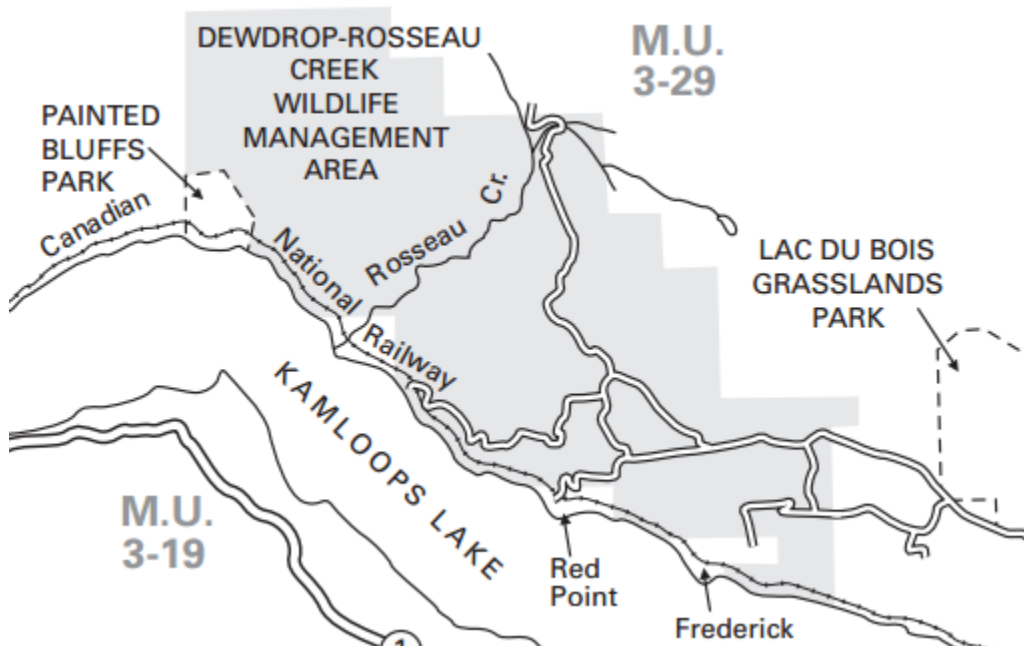 DEWDROP-ROSSEAU
CREEK
WILDLIFE
MANAGEMENT
AREA
M.U.
3-29
PAINTED
BLUFFS
PARK
Canadian
National
Railway
Rosseau Cr.
LAC DU BOIS
GRASSLANDS
PARK
KAMLOOPS LAKE
M.U.
3-19
Red
Point
Frederick
1